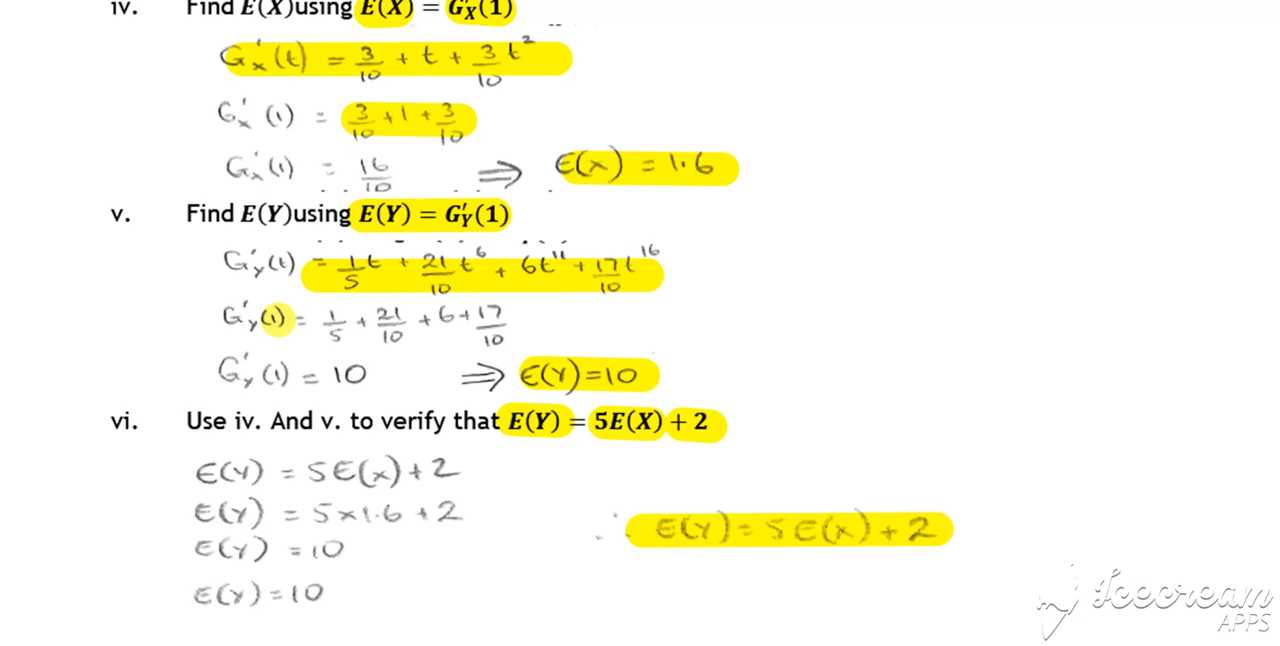 iv. Find E(X)using E(X) = G′X(1)
Gx'(t) = 3/10 + t + 3/10 t²
Gx'(1) = 3/10 + 1 + 3/10
Gx'(1) = 16/10 ⇒ E(X) = 1.6
v. Find E(Y)using E(Y) = G′Y(1)
G'y(t) = 1/5 t + 21/10 t⁶ + 6t¹¹ + 17/10 t¹⁶
G'y(1) = 1/5 + 21/10 + 6 + 17/10
G'y(1) = 10 ⇒ E(Y) = 10
vi. Use iv. And v. to verify that E(Y) = 5E(X) + 2
E(Y) = 5E(X) + 2
E(Y) = 5×1.6 + 2
E(Y) = 10
∴ E(Y) = 5E(X) + 2
E(Y) = 10
Icecream
APPS